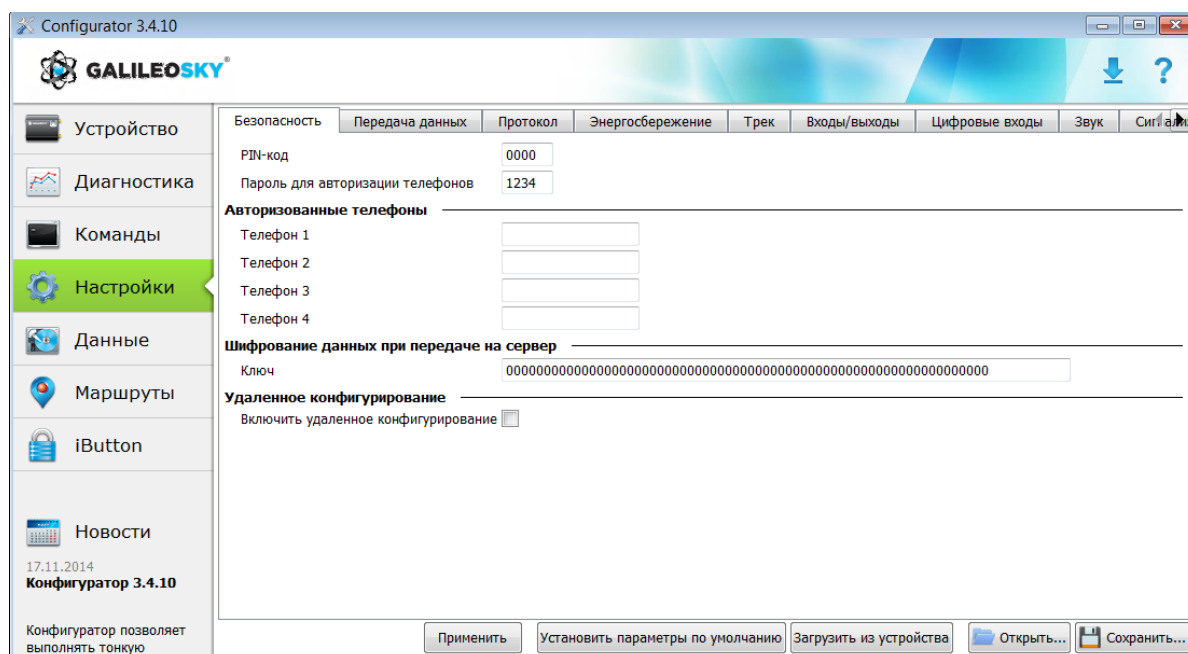 Configurator 3.4.10
GALILEOSKY®
?
Устройство
Диагностика
Команды
Настройки
Данные
Маршруты
iButton
Новости
17.11.2014
Конфигуратор 3.4.10
Конфигуратор позволяет
выполнять тонкую
Безопасность Передача данных Протокол Энергосбережение Трек Входы/выходы Цифровые входы Звук
PIN-код 0000
Пароль для авторизации телефонов 1234
Авторизованные телефоны
Телефон 1
Телефон 2
Телефон 3
Телефон 4
Шифрование данных при передаче на сервер
Ключ 0000000000000000000000000000000000000000000000000000000000000000
Удаленное конфигурирование
Включить удаленное конфигурирование
Применить Установить параметры по умолчанию Загрузить из устройства Открыть... Сохранить...